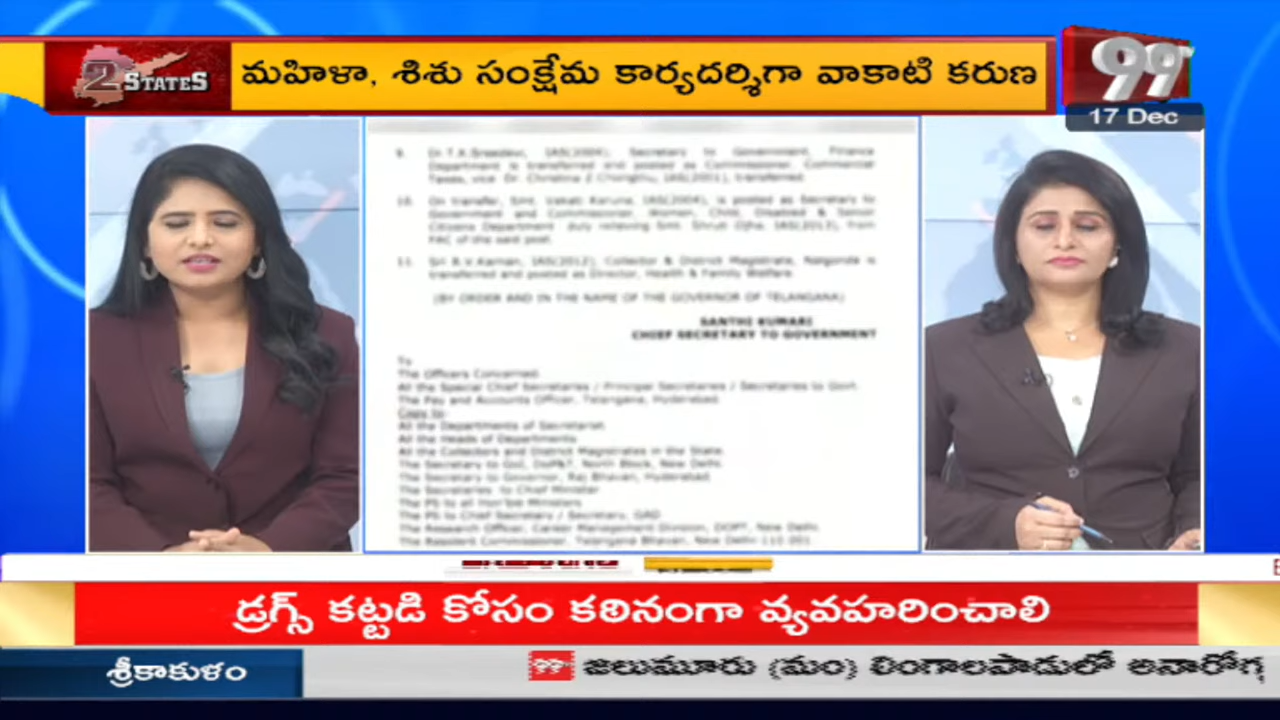 2 STATES
మహిళా, శిశు సంక్షేమ కార్యదర్శిగా వాకాటి కరుణ
99
17 Dec
9. Dr.T.K.Sreedevi, IAS(2004), Secretary to Government, Finance
Department is transferred and posted as Commissioner, Commercial
Taxes, vice Dr. Christina Z Chongthu, IAS(2001), transferred.
10. On transfer, Smt. Vakati Karuna, IAS(2004), is posted as Secretary to
Government and Commissioner, Women, Child, Disabled & Senior
Citizens Department duly relieving Smt. Shruti Ojha, IAS(2013), from
FAC of the said post.
11. Sri R.V.Karnan, IAS(2012), Collector & District Magistrate, Nalgonda is
transferred and posted as Director, Health & Family Welfare.
(BY ORDER AND IN THE NAME OF THE GOVERNOR OF TELANGANA)
SANTHI KUMARI
CHIEF SECRETARY TO GOVERNMENT
To
The Officers Concerned.
All the Special Chief Secretaries / Principal Secretaries / Secretaries to Govt.
The Pay and Accounts Officer, Telangana, Hyderabad.
Copy to:
All the Departments of Secretariat
All the Heads of Departments
All the Collectors and District Magistrates in the State.
The Secretary to GoI, DoP&T, North Block, New Delhi.
The Secretary to Governor, Raj Bhavan, Hyderabad.
The Secretaries to Chief Minister
The PS to all Hon'ble Ministers
The PS to Chief Secretary / Secretary, GAD
The Research Officer, Career Management Division, DOPT, New Delhi.
The Resident Commissioner, Telangana Bhavan, New Delhi-110 001.
డ్రగ్స్ కట్టడి కోసం కఠినంగా వ్యవహరించాలి
శ్రీకాకుళం
99 జలుమూరు (మం) లింగాలపాడులో అనారోగ్య